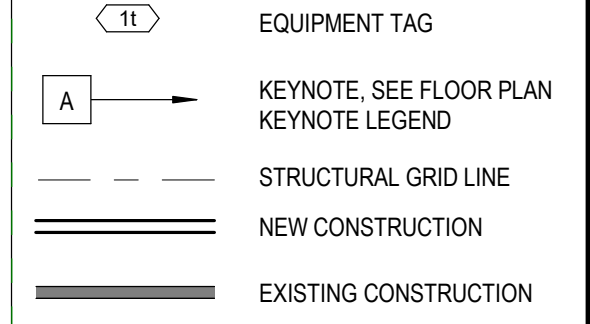 1t EQUIPMENT TAG
A KEYNOTE, SEE FLOOR PLAN
KEYNOTE LEGEND
STRUCTURAL GRID LINE
NEW CONSTRUCTION
EXISTING CONSTRUCTION